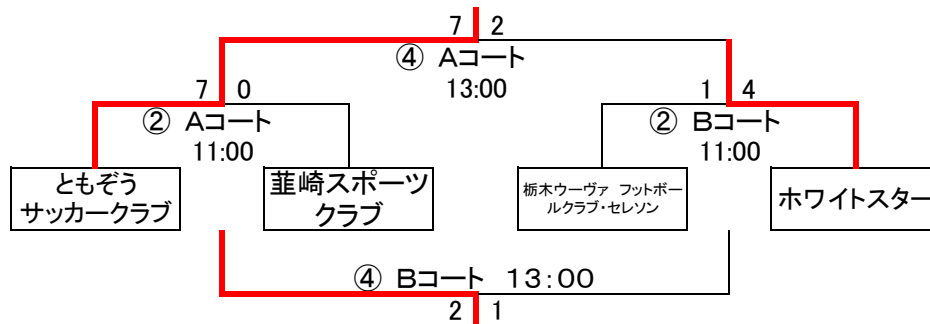 7 2
④ Aコート
13:00
7 0
② Aコート
11:00
1 4
② Bコート
11:00
ともぞう
サッカークラブ
韮崎スポーツ
クラブ
栃木ウーヴァ フットボー
ルクラブ・セレソン
ホワイトスター
④ Bコート 13:00
2 1